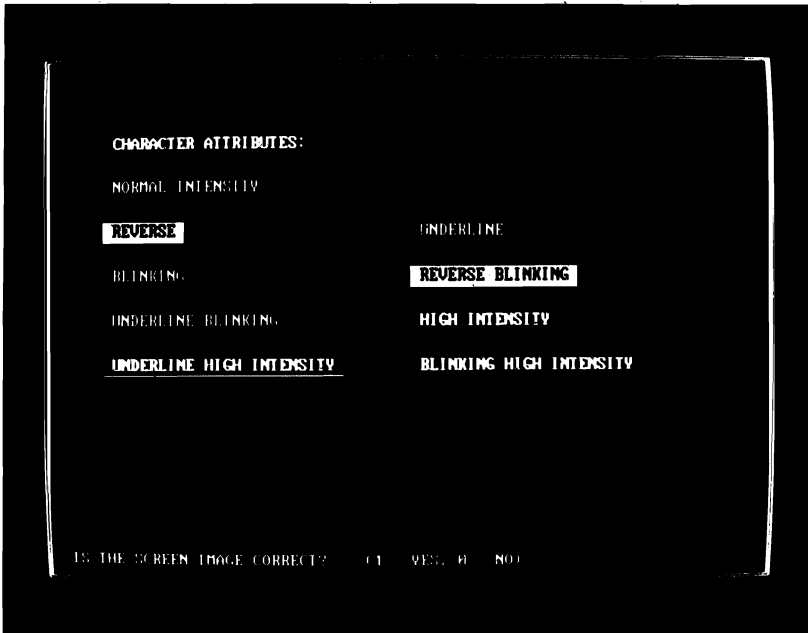 CHARACTER ATTRIBUTES:
NORMAL INTENSITY
REVERSE UNDERLINE
BLINKING REVERSE BLINKING
UNDERLINE BLINKING HIGH INTENSITY
UNDERLINE HIGH INTENSITY BLINKING HIGH INTENSITY
IS THE SCREEN IMAGE CORRECT? (1 YES, 0 NO)